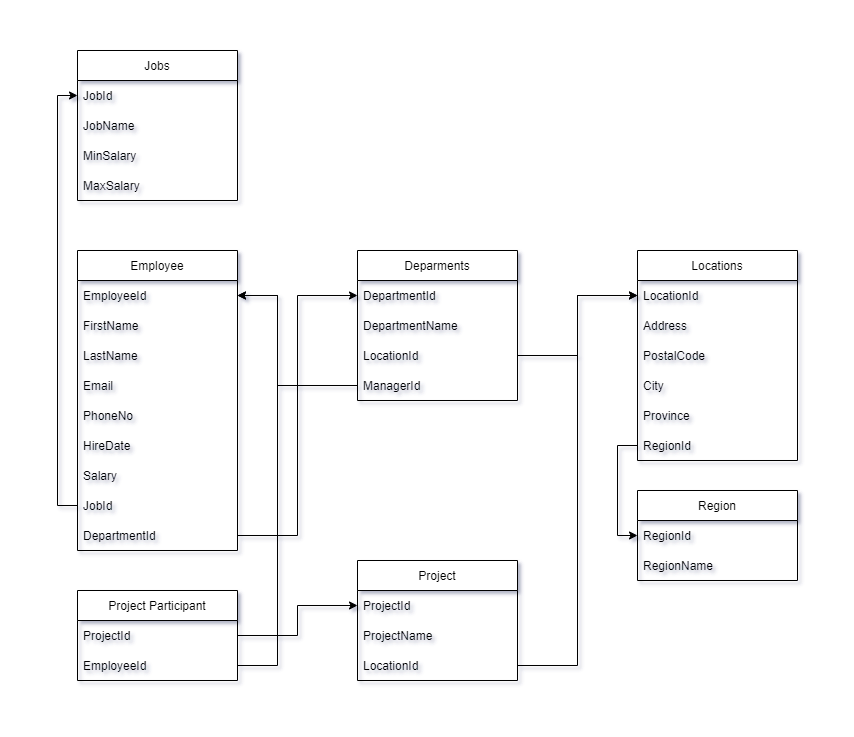 Jobs
JobId
JobName
MinSalary
MaxSalary
Employee
EmployeeId
FirstName
LastName
Email
PhoneNo
HireDate
Salary
JobId
DepartmentId
Deparments
DepartmentId
DepartmentName
LocationId
ManagerId
Locations
LocationId
Address
PostalCode
City
Province
RegionId
Region
RegionId
RegionName
Project
ProjectId
ProjectName
LocationId
Project Participant
ProjectId
EmployeeId